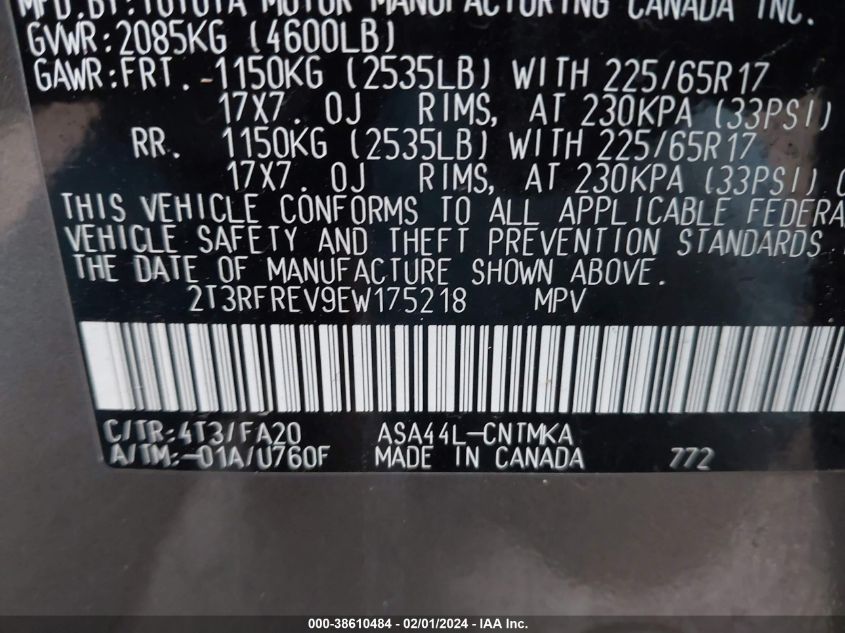 MFD.BY:TOYOTA MOTOR MANUFACTURING CANADA INC.
GVWR:2085KG (4600LB)
GAWR:FRT. 1150KG (2535LB) WITH 225/65R17
17X7.0J RIMS, AT 230KPA (33PSI)
RR. 1150KG (2535LB) WITH 225/65R17
17X7.0J RIMS, AT 230KPA (33PSI) (
THIS VEHICLE CONFORMS TO ALL APPLICABLE FEDERA
VEHICLE SAFETY AND THEFT PREVENTION STANDARDS
THE DATE OF MANUFACTURE SHOWN ABOVE.
2T3RFREV9EW175218 MPV
C/TR:4T3/FA20 ASA44L-CNTMKA
A/TM:-01A/U760F MADE IN CANADA 772
000-38610484 - 02/01/2024 - IAA Inc.